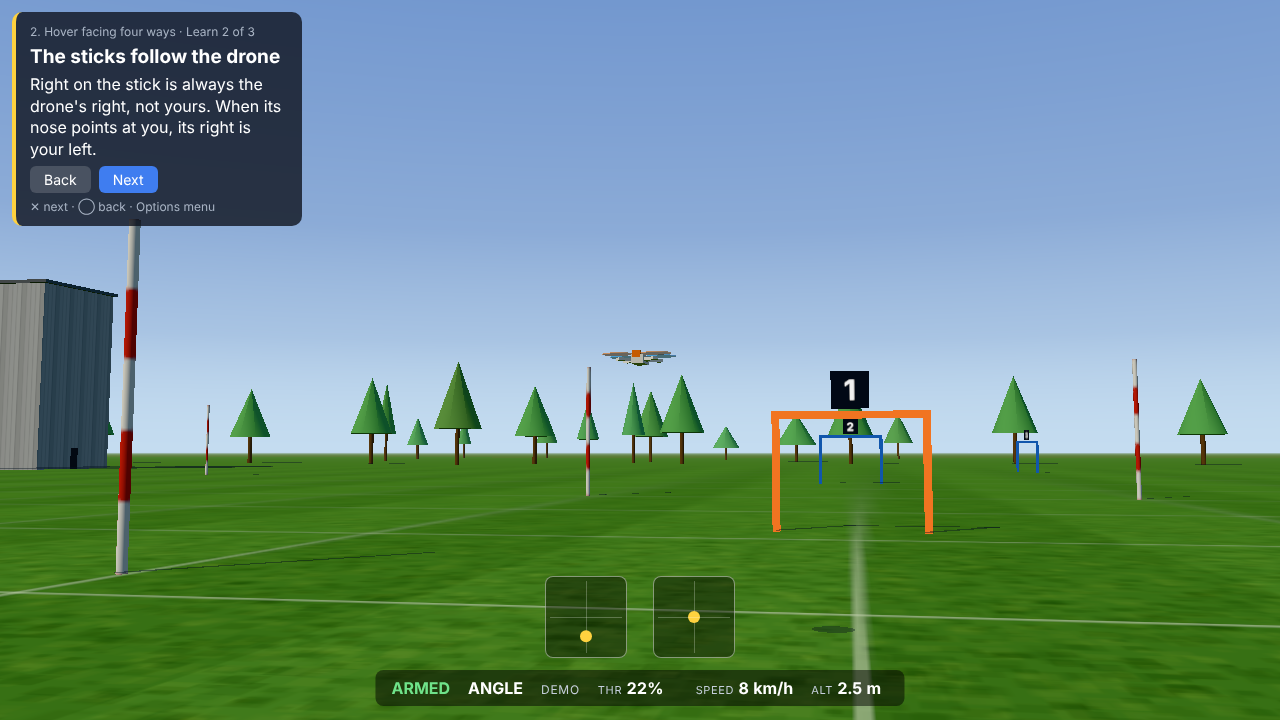 2. Hover facing four ways · Learn 2 of 3
The sticks follow the drone
Right on the stick is always the
drone's right, not yours. When its
nose points at you, its right is
your left.
Back Next
✕ next · ◯ back · Options menu
1
2
ARMED ANGLE DEMO THR 22% SPEED 8 km/h ALT 2.5 m